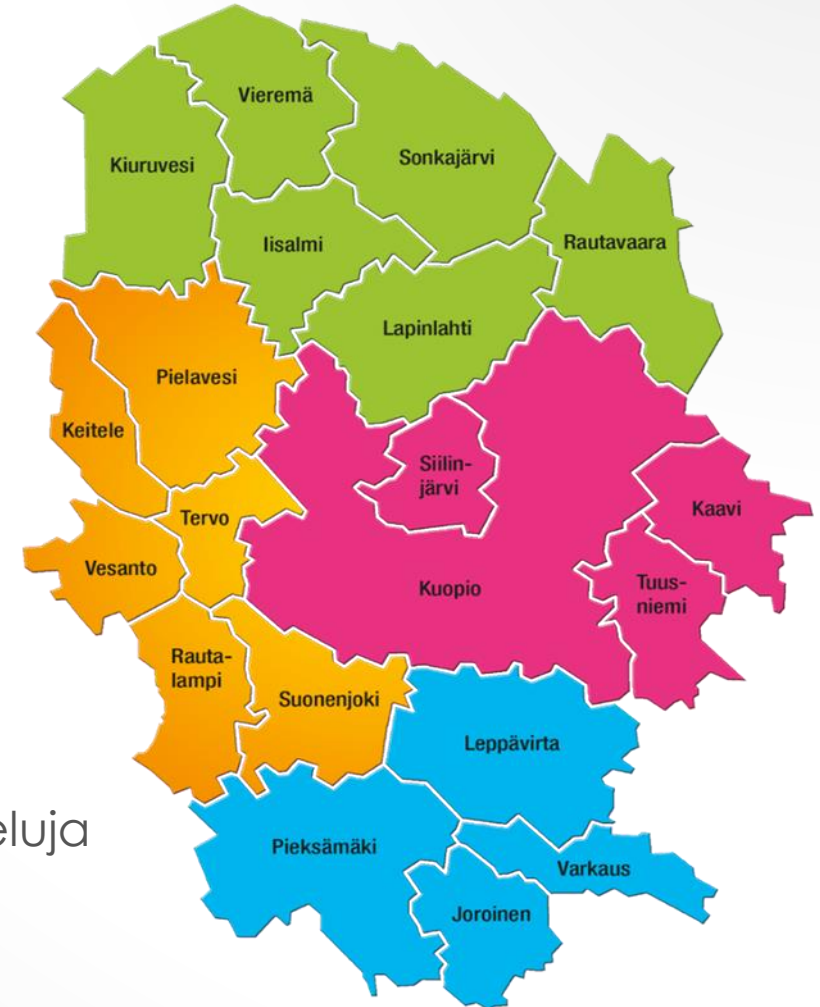 Vieremä
Kiuruvesi
Sonkajärvi
Iisalmi
Rautavaara
Lapinlahti
Pielavesi
Keitele
Siilin-
järvi
Kaavi
Tervo
Vesanto
Kuopio
Tuus-
niemi
Rauta-
lampi
Suonenjoki
Leppävirta
eluja
Pieksämäki
Varkaus
Joroinen